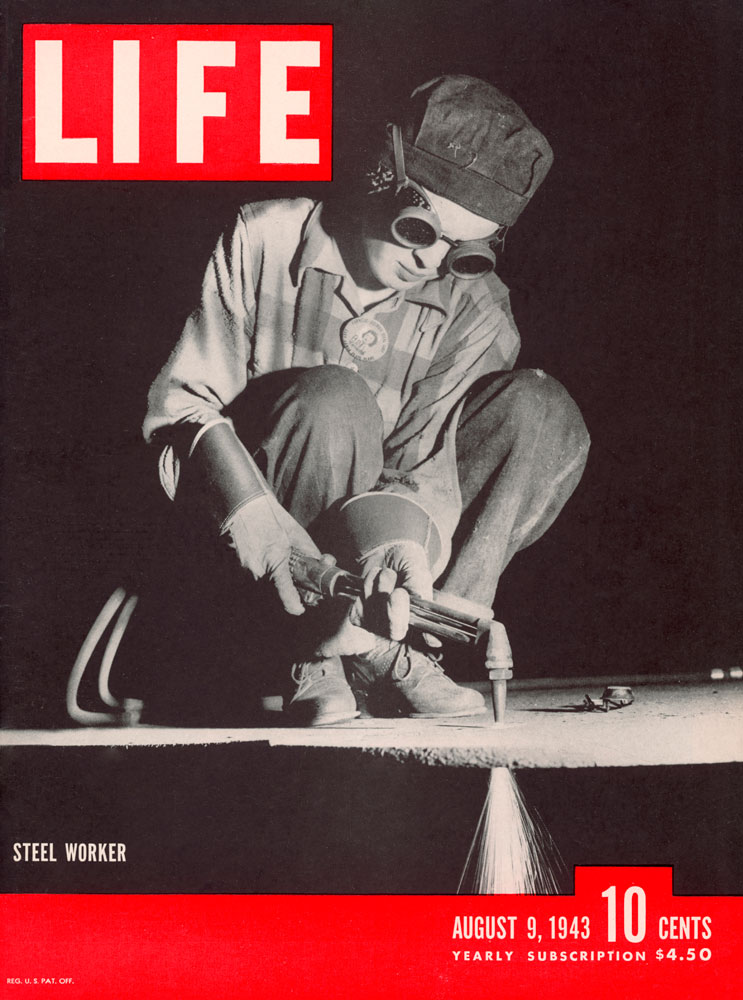 LIFE
STEEL WORKER
AUGUST 9, 1943 10 CENTS
YEARLY SUBSCRIPTION $4.50
REG. U. S. PAT. OFF.